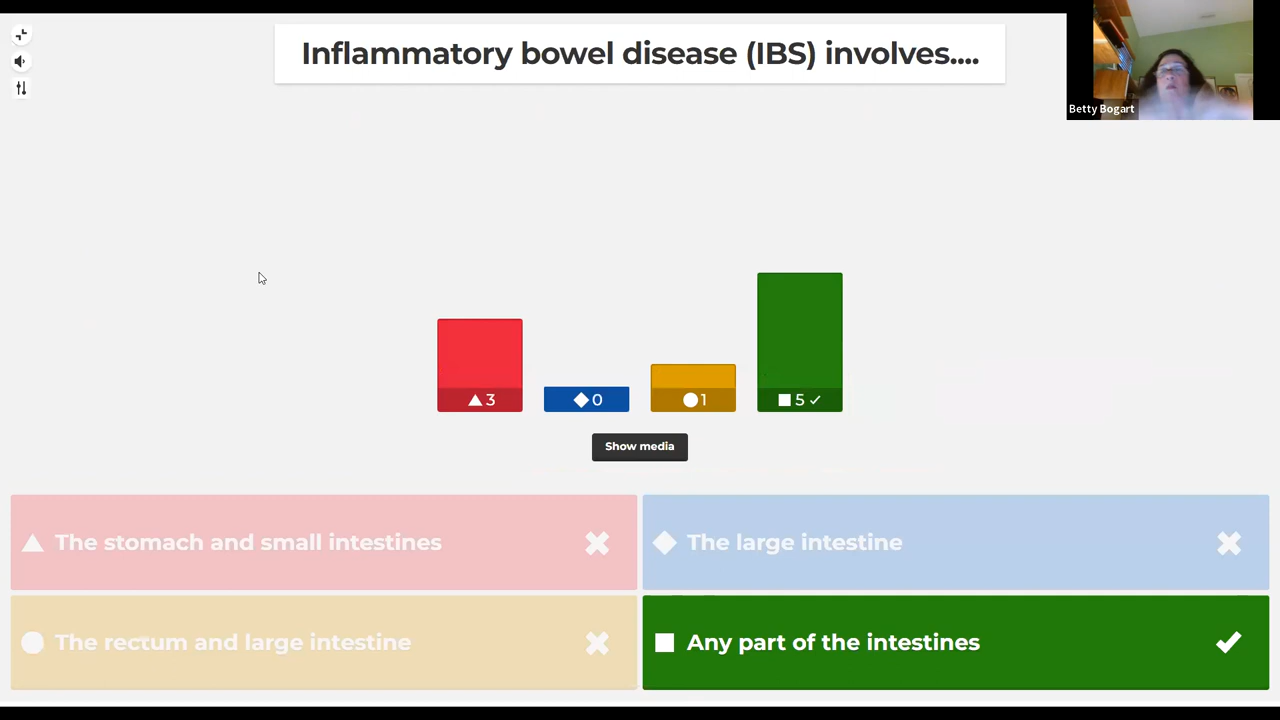 Inflammatory bowel disease (IBS) involves....
Betty Bogart
3
0
1
5
Show media
The stomach and small intestines
The large intestine
The rectum and large intestine
Any part of the intestines